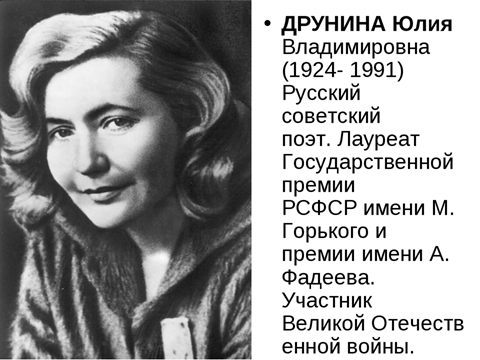 • ДРУНИНА Юлия
Владимировна
(1924- 1991)
Русский
советский
поэт. Лауреат
Государственной
премии
РСФСР имени М.
Горького и
премии имени А.
Фадеева.
Участник
Великой Отечеств
енной войны.